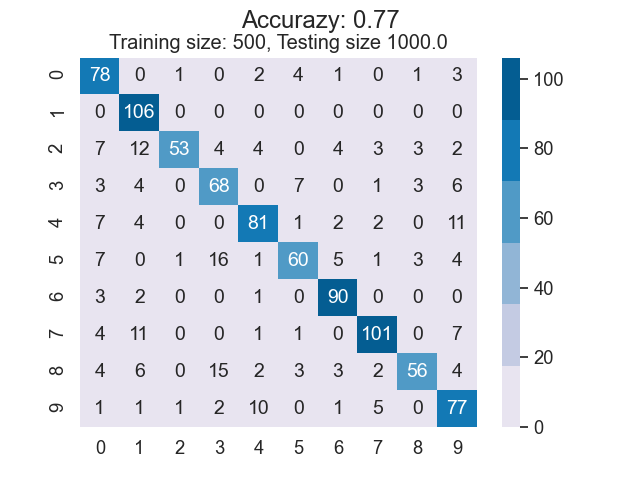 Accurazy: 0.77
Training size: 500, Testing size 1000.0
0 78 0 1 0 2 4 1 0 1 3
1 0 106 0 0 0 0 0 0 0 0
2 7 12 53 4 4 0 4 3 3 2
3 3 4 0 68 0 7 0 1 3 6
4 7 4 0 0 81 1 2 2 0 11
5 7 0 1 16 1 60 5 1 3 4
6 3 2 0 0 1 0 90 0 0 0
7 4 11 0 0 1 1 0 101 0 7
8 4 6 0 15 2 3 3 2 56 4
9 1 1 1 2 10 0 1 5 0 77
0 1 2 3 4 5 6 7 8 9
100
80
60
40
20
0